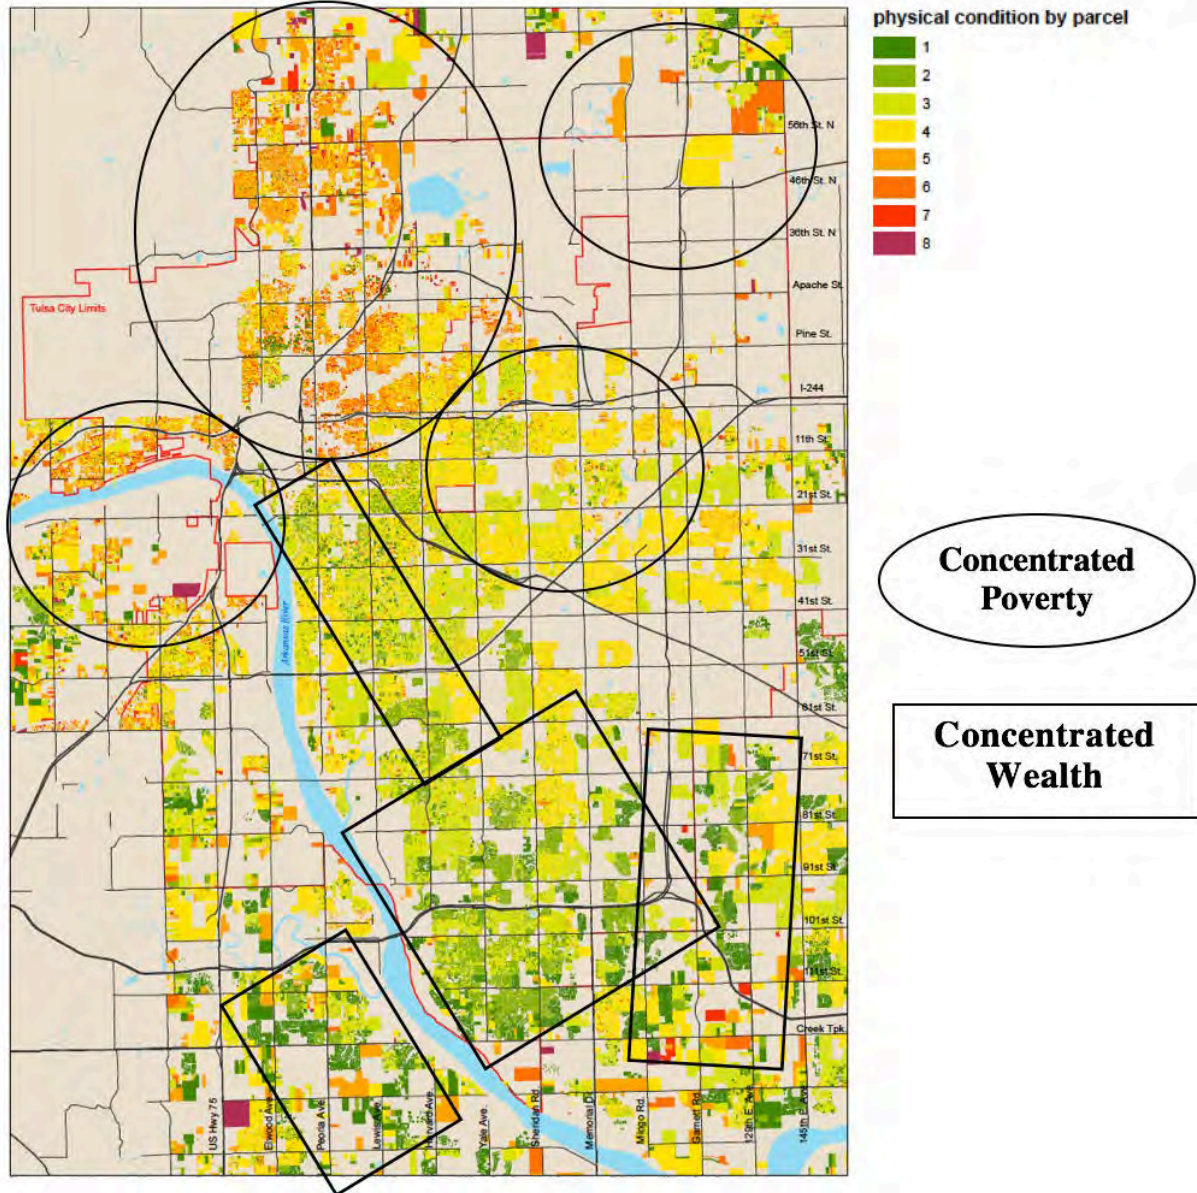 physical condition by parcel
1
2
3
4
5
6
7
8
56th St. N
46th St. N
36th St. N
Apache St.
Pine St.
I-244
11th St.
21st St.
31st St.
41st St.
51st St.
61st St.
71st St.
81st St.
91st St.
101st St.
111st St.
Creek Tpk.
Tulsa City Limits
Arkansas River
US Hwy 75
Elwood Ave.
Peoria Ave.
Lewis Ave.
Harvard Ave.
Yale Ave.
Sheridan Rd.
Memorial Dr.
Mingo Rd.
Garnett Rd.
129th E. Ave.
145th E. Ave.
Concentrated
Poverty
Concentrated
Wealth